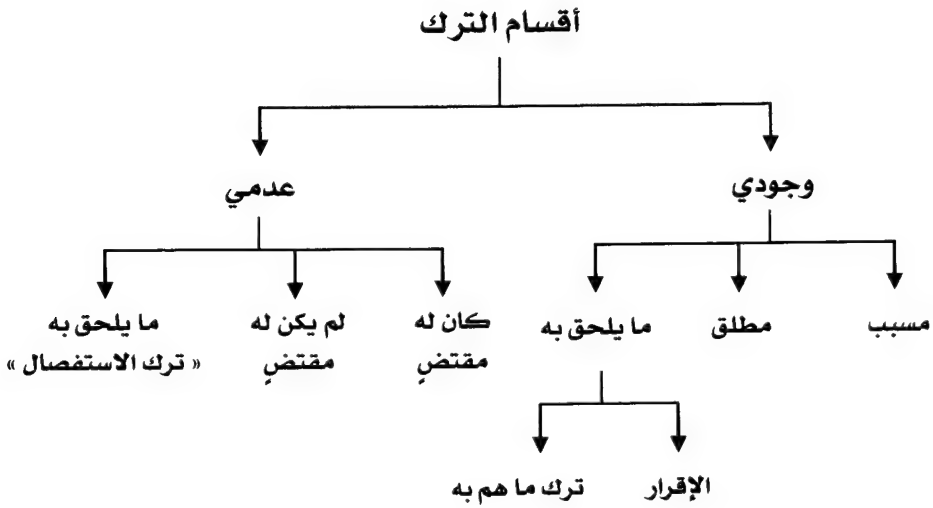 أقسام الترك
وجودي
عدمي
مسبب
مطلق
ما يلحق به
كان له
مقتضٍ
لم يكن له
مقتضٍ
ما يلحق به
« ترك الاستفصال »
الإقرار
ترك ما هم به